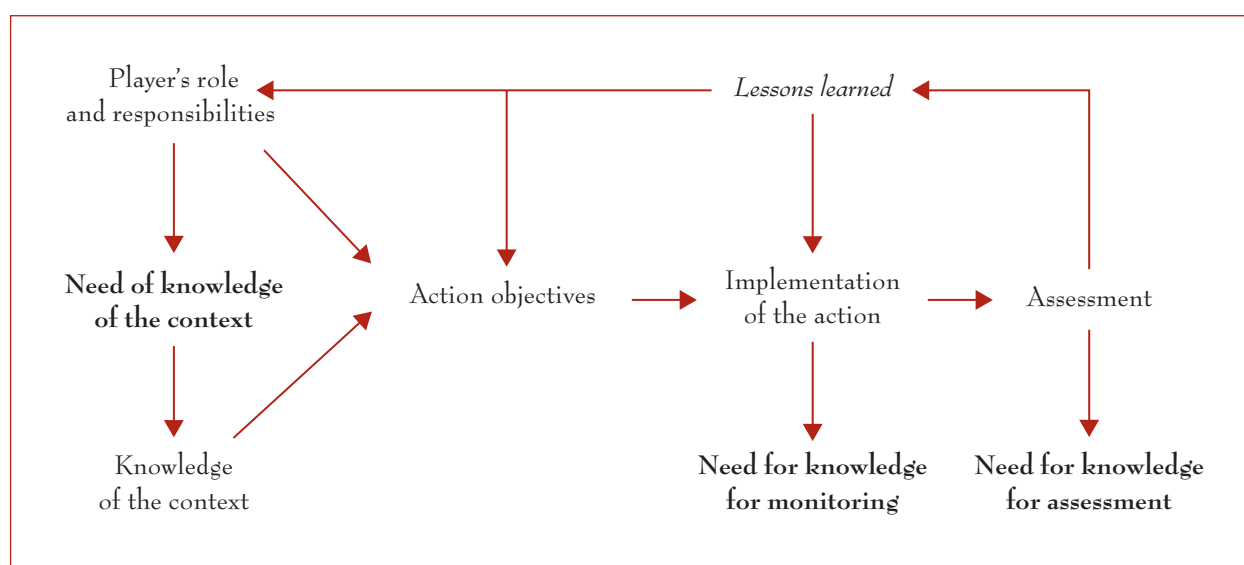 Player's role
and responsibilities
Lessons learned
Need of knowledge
of the context
Action objectives
Implementation
of the action
Assessment
Knowledge
of the context
Need for knowledge
for monitoring
Need for knowledge
for assessment